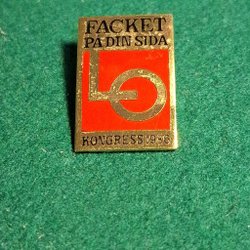 FACKET
PÅ DIN SIDA
LO
KONGRESS